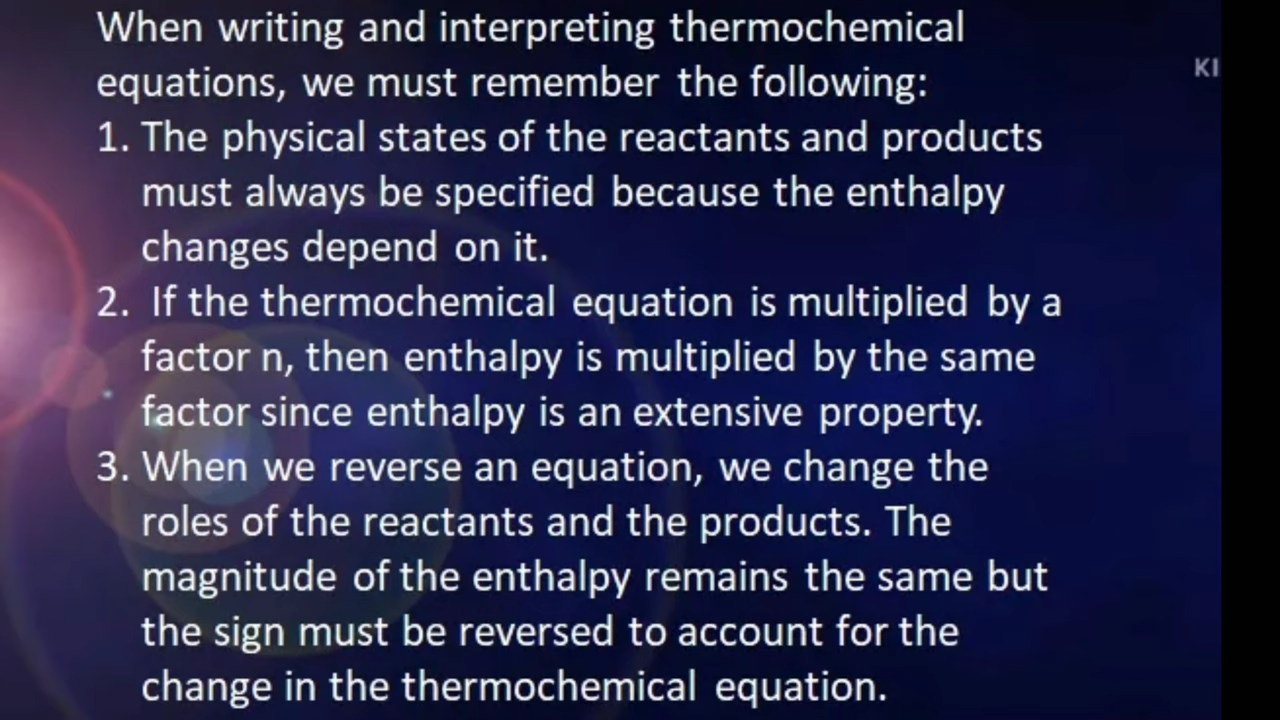 When writing and interpreting thermochemical
equations, we must remember the following:
KI
1. The physical states of the reactants and products
must always be specified because the enthalpy
changes depend on it.
2. If the thermochemical equation is multiplied by a
factor n, then enthalpy is multiplied by the same
factor since enthalpy is an extensive property.
3. When we reverse an equation, we change the
roles of the reactants and the products. The
magnitude of the enthalpy remains the same but
the sign must be reversed to account for the
change in the thermochemical equation.